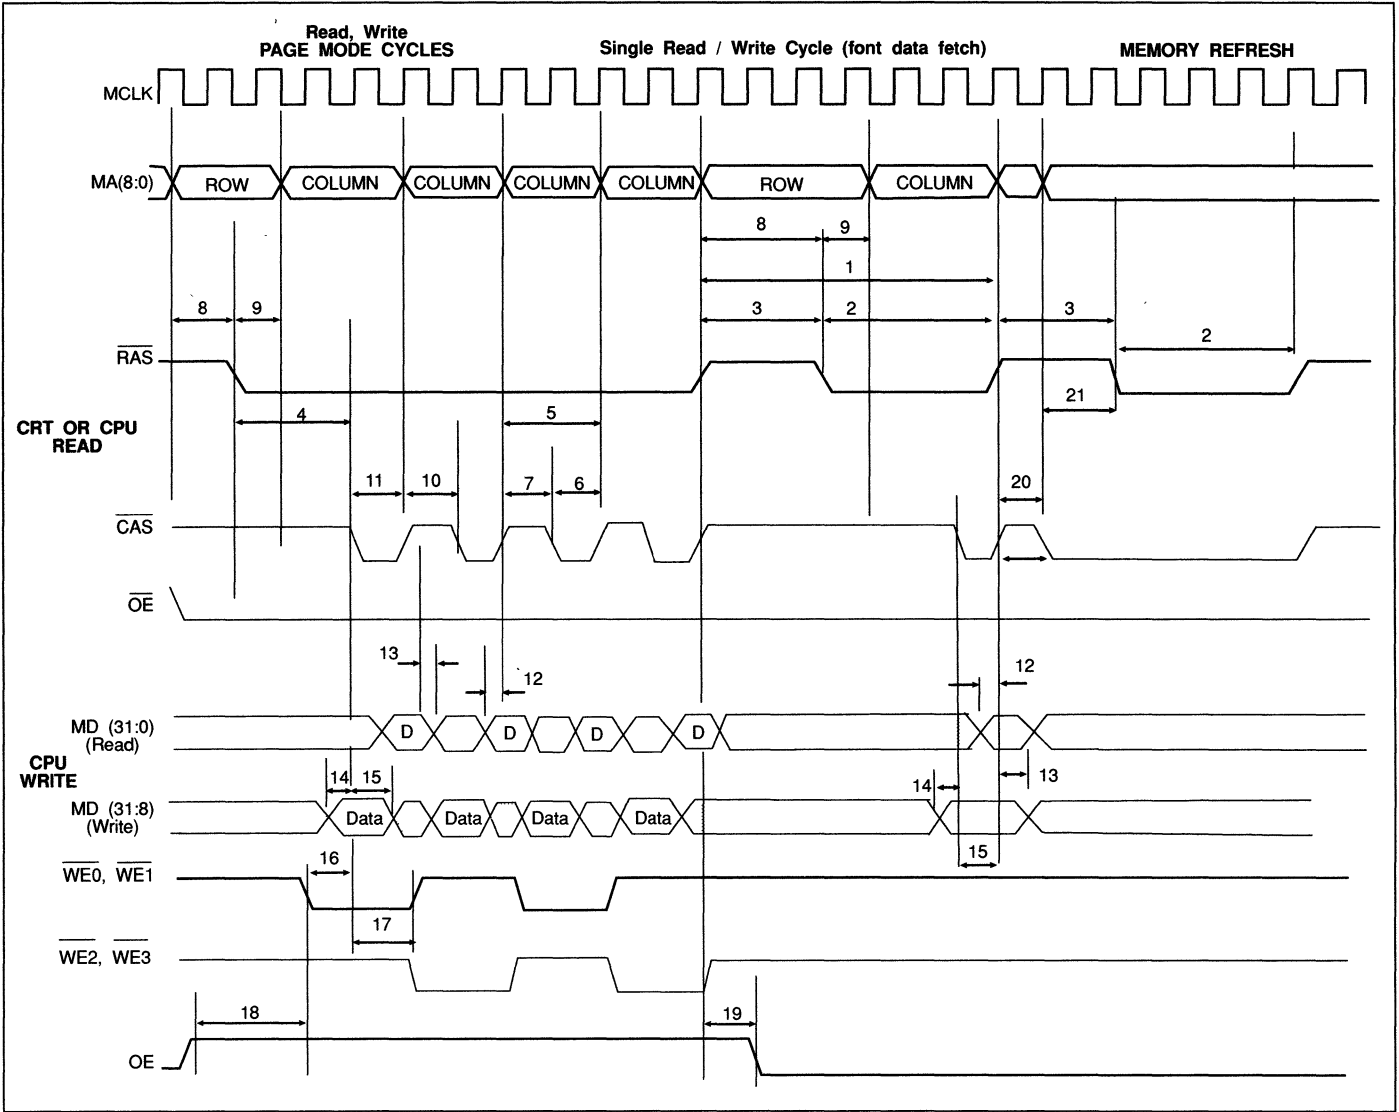 Read, Write
PAGE MODE CYCLES
Single Read / Write Cycle (font data fetch)
MEMORY REFRESH
MCLK
MA(8:0)
ROW
COLUMN
COLUMN
COLUMN
COLUMN
ROW
COLUMN
8
9
1
8
9
3
2
3
2
RAS
4
5
21
CRT OR CPU
READ
11
10
7
6
20
CAS
OE
13
12
12
MD (31:0)
(Read)
D
D
D
D
CPU
WRITE
14
15
14
13
MD (31:8)
(Write)
Data
Data
Data
Data
16
15
WE0, WE1
17
WE2, WE3
18
19
OE